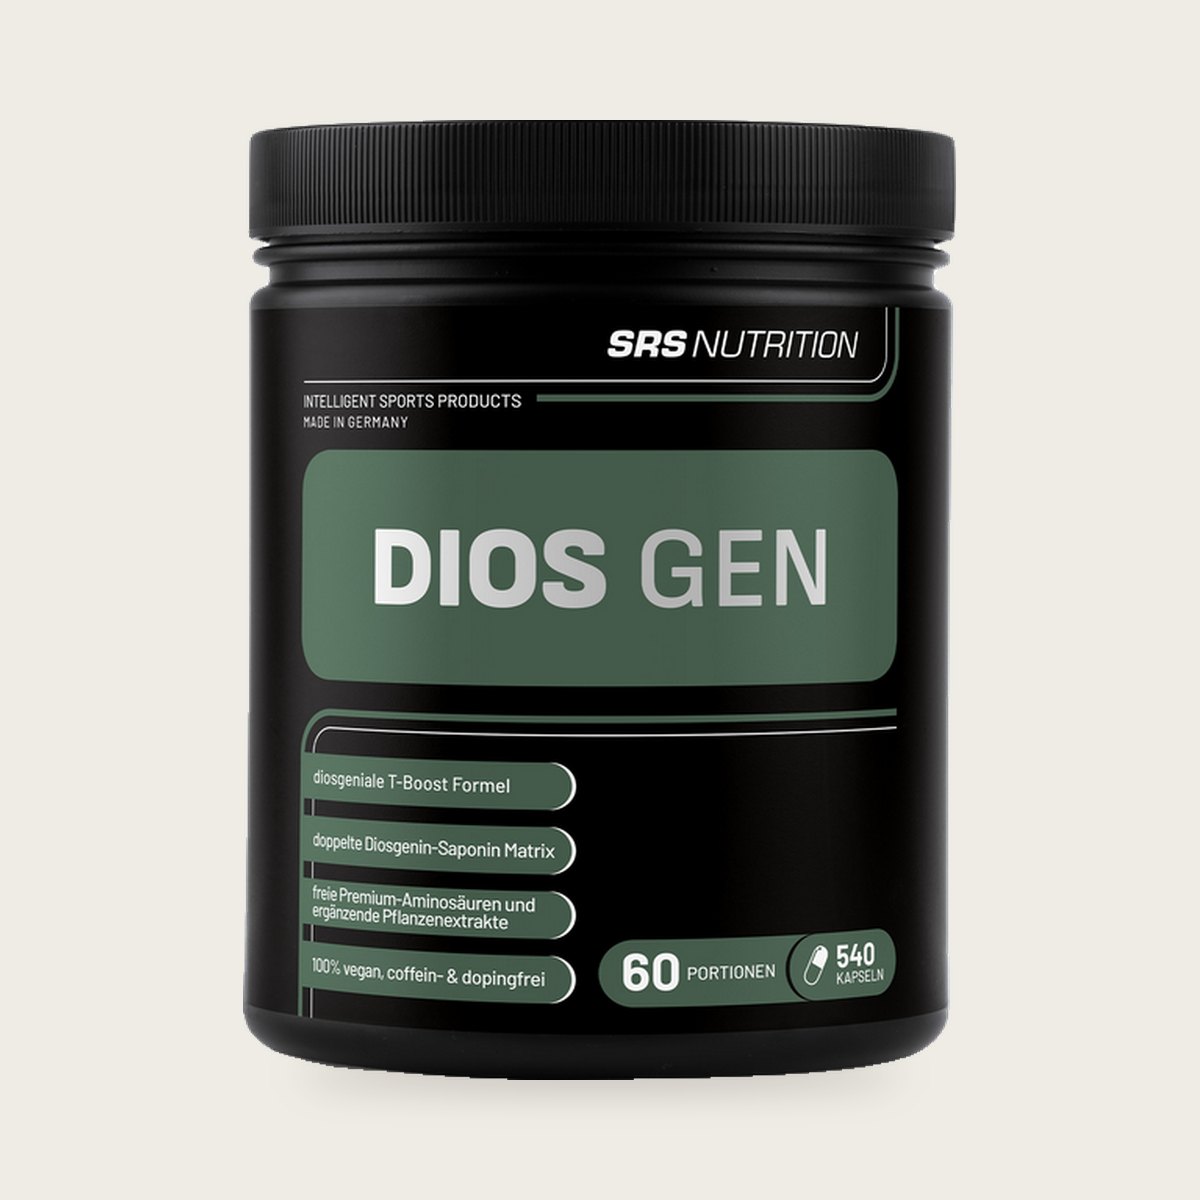 SRS NUTRITION
INTELLIGENT SPORTS PRODUCTS
MADE IN GERMANY
DIOS GEN
diosgeniale T-Boost Formel
doppelte Diosgenin-Saponin Matrix
freie Premium-Aminosäuren und
ergänzende Pflanzenextrakte
100% vegan, coffein- & dopingfrei
60 PORTIONEN
540
KAPSELN